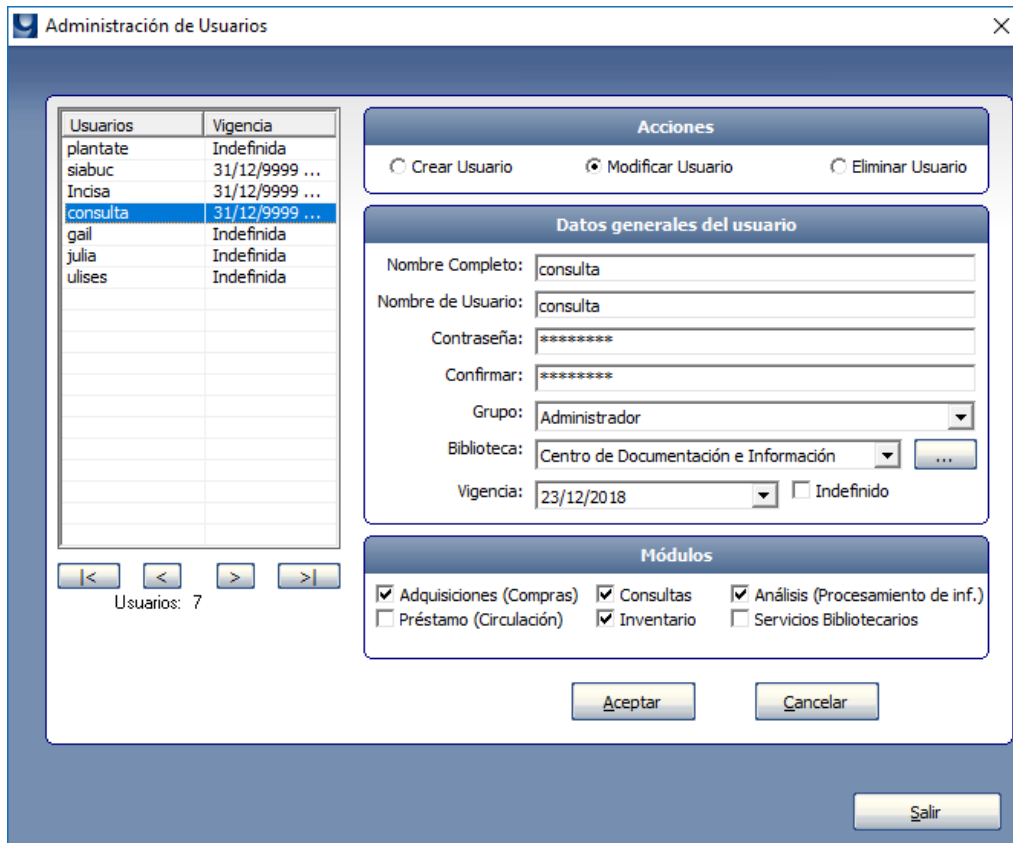 Administración de Usuarios
Usuarios Vigencia
plantate Indefinida
siabuc 31/12/9999 ...
Incisa 31/12/9999 ...
consulta 31/12/9999 ...
gail Indefinida
julia Indefinida
ulises Indefinida
|< < > >|
Usuarios: 7
Acciones
Crear Usuario Modificar Usuario Eliminar Usuario
Datos generales del usuario
Nombre Completo: consulta
Nombre de Usuario: consulta
Contraseña: ********
Confirmar: ********
Grupo: Administrador
Biblioteca: Centro de Documentación e Información ...
Vigencia: 23/12/2018 Indefinido
Módulos
Adquisiciones (Compras) Consultas Análisis (Procesamiento de inf.)
Préstamo (Circulación) Inventario Servicios Bibliotecarios
Aceptar Cancelar
Salir